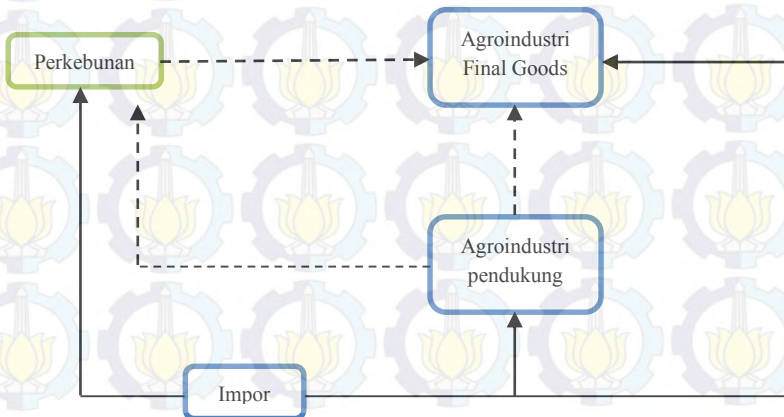 Perkebunan
Agroindustri
Final Goods
Agroindustri
pendukung
Impor